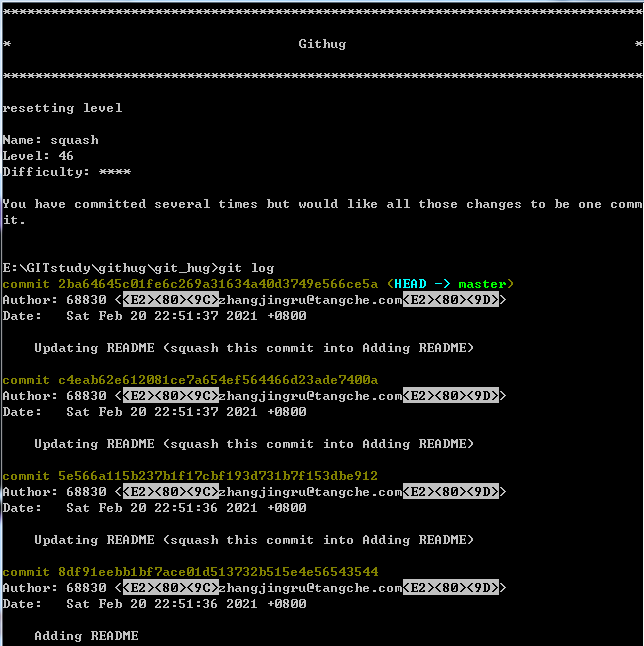 ********************************************************************************
*                                    Githug                                    *
********************************************************************************
resetting level
Name: squash
Level: 46
Difficulty: ****
You have committed several times but would like all those changes to be one comm
it.
E:\GITstudy\githug\git_hug>git log
commit 2ba64645c01fe6c269a31634a40d3749e566ce5a (HEAD -> master)
Author: 68830 <<E2><80><9C>zhangjingru@tangche.com<E2><80><9D>>
Date:   Sat Feb 20 22:51:37 2021 +0800
Updating README (squash this commit into Adding README)
commit c4eab62e612081ce7a654ef564466d23ade7400a
Author: 68830 <<E2><80><9C>zhangjingru@tangche.com<E2><80><9D>>
Date:   Sat Feb 20 22:51:37 2021 +0800
Updating README (squash this commit into Adding README)
commit 5e566a115b237b1f17cbf193d731b7f153dbe912
Author: 68830 <<E2><80><9C>zhangjingru@tangche.com<E2><80><9D>>
Date:   Sat Feb 20 22:51:36 2021 +0800
Updating README (squash this commit into Adding README)
commit 8df91eebb1bf7ace01d513732b515e4e56543544
Author: 68830 <<E2><80><9C>zhangjingru@tangche.com<E2><80><9D>>
Date:   Sat Feb 20 22:51:36 2021 +0800
Adding README